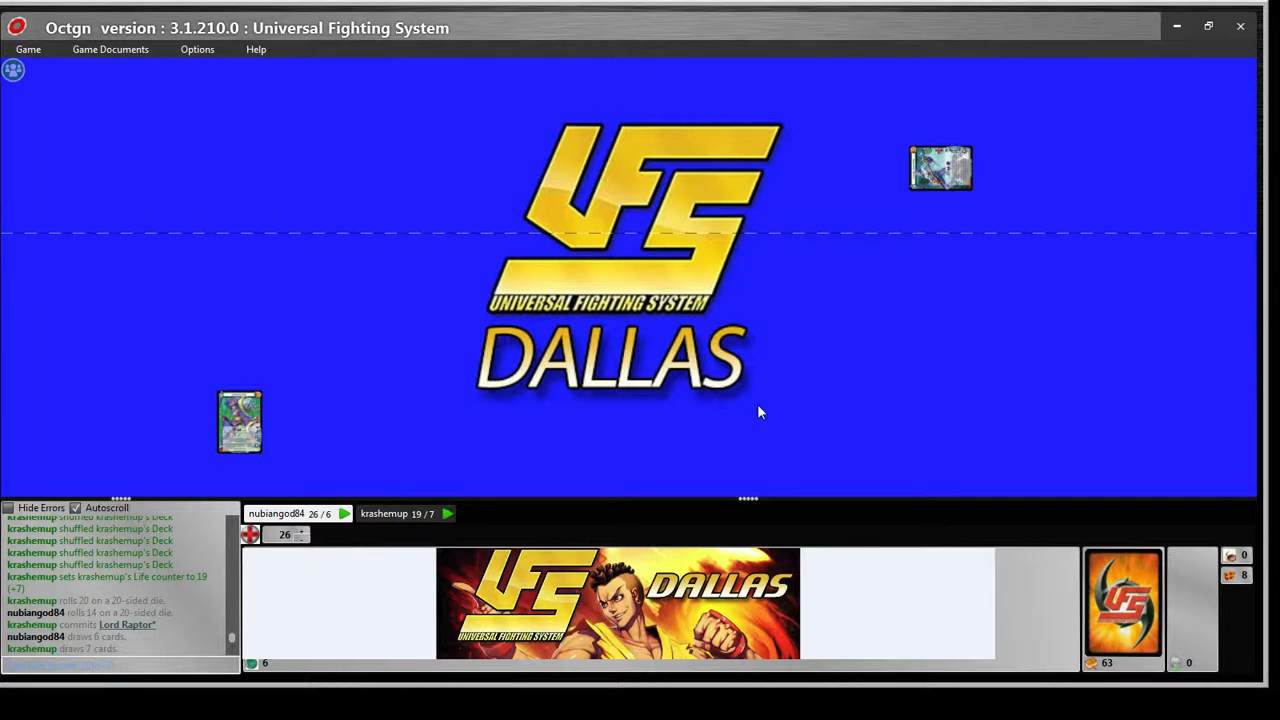 Octgn version : 3.1.210.0 : Universal Fighting System
Game Game Documents Options Help
UFS
UNIVERSAL FIGHTING SYSTEM
DALLAS
Hide Errors Autoscroll
krashemup shuffled krashemup's Deck
krashemup shuffled krashemup's Deck
krashemup shuffled krashemup's Deck
krashemup shuffled krashemup's Deck
krashemup shuffled krashemup's Deck
krashemup sets krashemup's Life counter to 19
(+7)
krashemup rolls 20 on a 20-sided die.
nubiangod84 rolls 14 on a 20-sided die.
krashemup commits Lord Raptor*
nubiangod84 draws 6 cards.
krashemup draws 7 cards.
nubiangod84 26 / 6 krashemup 19 / 7
26
UFS
UNIVERSAL FIGHTING SYSTEM
DALLAS
6
UFS
63
0
0
8